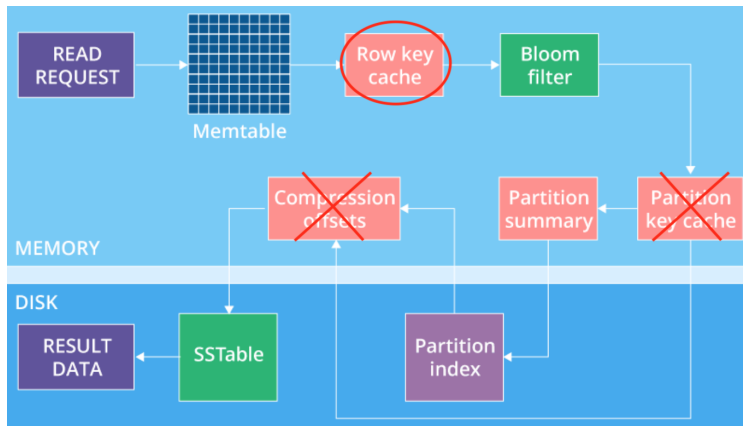 READ
REQUEST
Memtable
Row key
cache
Bloom
filter
Compression
offsets
Partition
summary
Partition
key cache
MEMORY
DISK
RESULT
DATA
SSTable
Partition
index